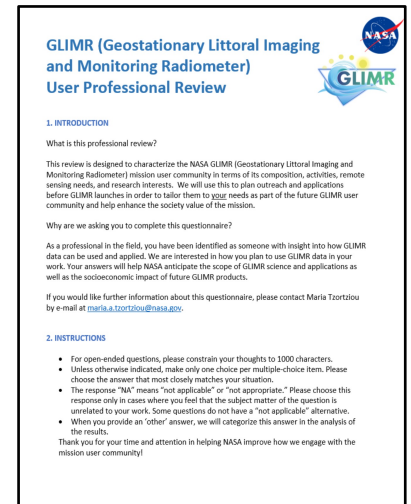 GLIMR (Geostationary Littoral Imaging
and Monitoring Radiometer)
User Professional Review
NASA
GLIMR
1. INTRODUCTION
What is this professional review?
This review is designed to characterize the NASA GLIMR (Geostationary Littoral Imaging and
Monitoring Radiometer) mission user community in terms of its composition, activities, remote
sensing needs, and research interests. We will use this to plan outreach and applications
before GLIMR launches in order to tailor them to your needs as part of the future GLIMR user
community and help enhance the society value of the mission.
Why are we asking you to complete this questionnaire?
As a professional in the field, you have been identified as someone with insight into how GLIMR
data can be used and applied. We are interested in how you plan to use GLIMR data in your
work. Your answers will help NASA anticipate the scope of GLIMR science and applications as
well as the socioeconomic impact of future GLIMR products.
If you would like further information about this questionnaire, please contact Maria Tzortziou
by e-mail at maria.a.tzortziou@nasa.gov.
2. INSTRUCTIONS
• For open-ended questions, please constrain your thoughts to 1000 characters.
• Unless otherwise indicated, make only one choice per multiple-choice item. Please
choose the answer that most closely matches your situation.
• The response "NA" means "not applicable" or "not appropriate." Please choose this
response only in cases where you feel that the subject matter of the question is
unrelated to your work. Some questions do not have a "not applicable" alternative.
• When you provide an 'other' answer, we will categorize this answer in the analysis of
the results.
Thank you for your time and attention in helping NASA improve how we engage with the
mission user community!